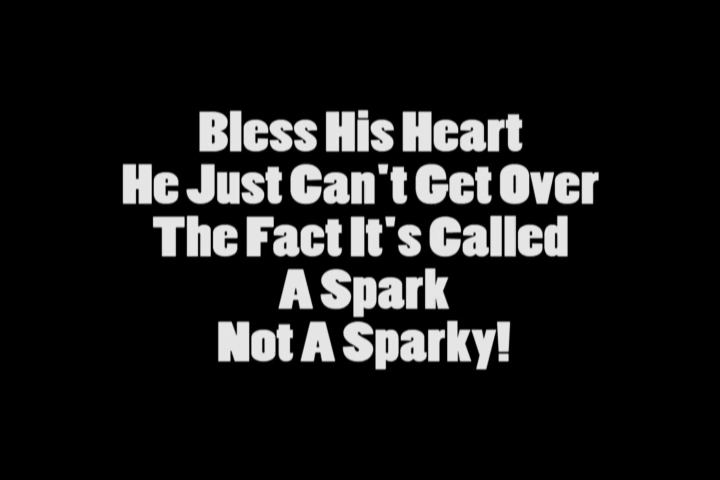 Bless His Heart
He Just Can't Get Over
The Fact It's Called
A Spark
Not A Sparky!